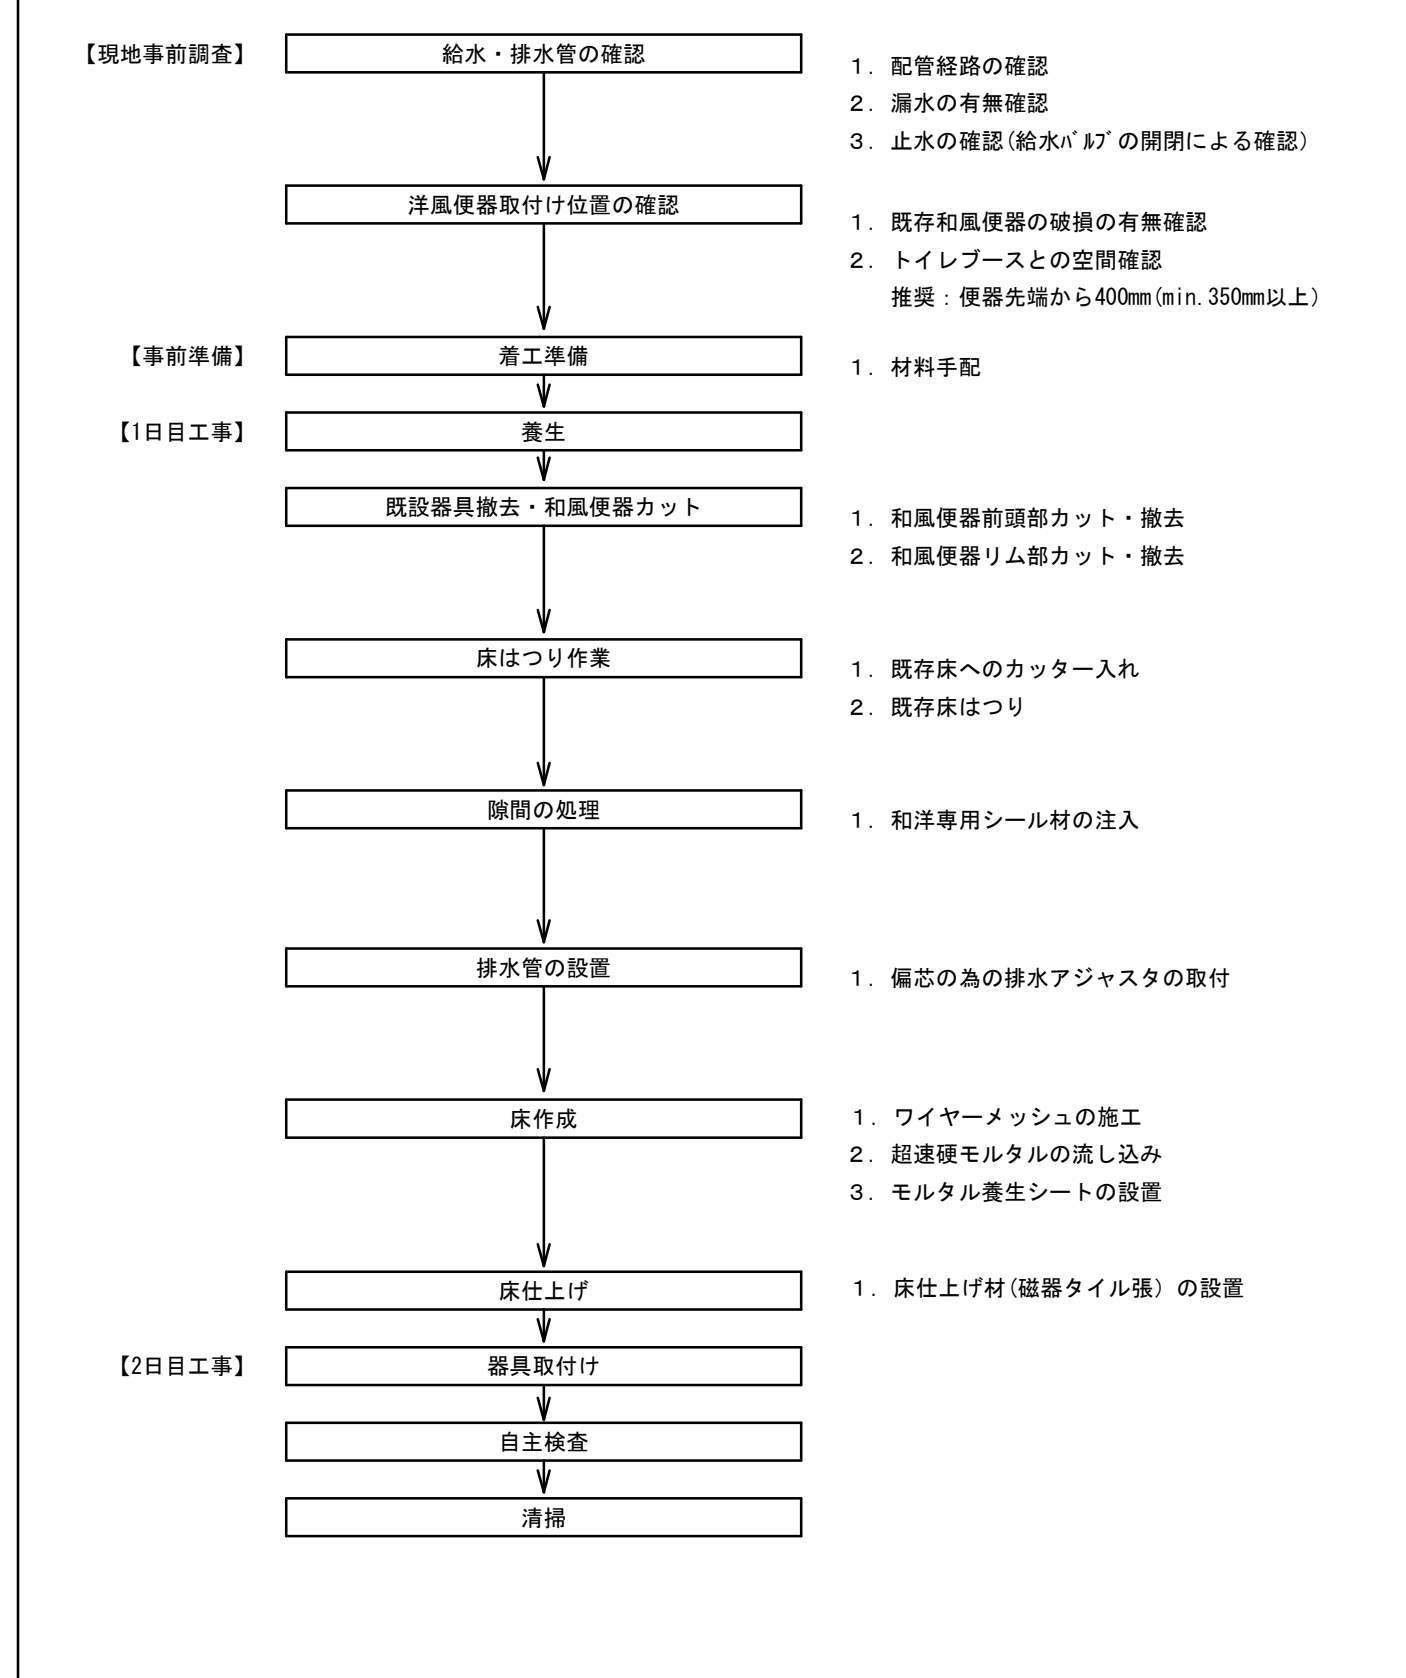 【現地事前調査】
給水・排水管の確認
１．配管経路の確認
２．漏水の有無確認
３．止水の確認(給水ﾊﾞﾙﾌﾞの開閉による確認)
洋風便器取付け位置の確認
１．既存和風便器の破損の有無確認
２．トイレブースとの空間確認
推奨：便器先端から400mm(min.350mm以上)
【事前準備】
着工準備
１．材料手配
【1日目工事】
養生
既設器具撤去・和風便器カット
１．和風便器前頭部カット・撤去
２．和風便器リム部カット・撤去
床はつり作業
１．既存床へのカッター入れ
２．既存床はつり
隙間の処理
１．和洋専用シール材の注入
排水管の設置
１．偏芯の為の排水アジャスタの取付
床作成
１．ワイヤーメッシュの施工
２．超速硬モルタルの流し込み
３．モルタル養生シートの設置
床仕上げ
１．床仕上げ材(磁器タイル張）の設置
【2日目工事】
器具取付け
自主検査
清掃